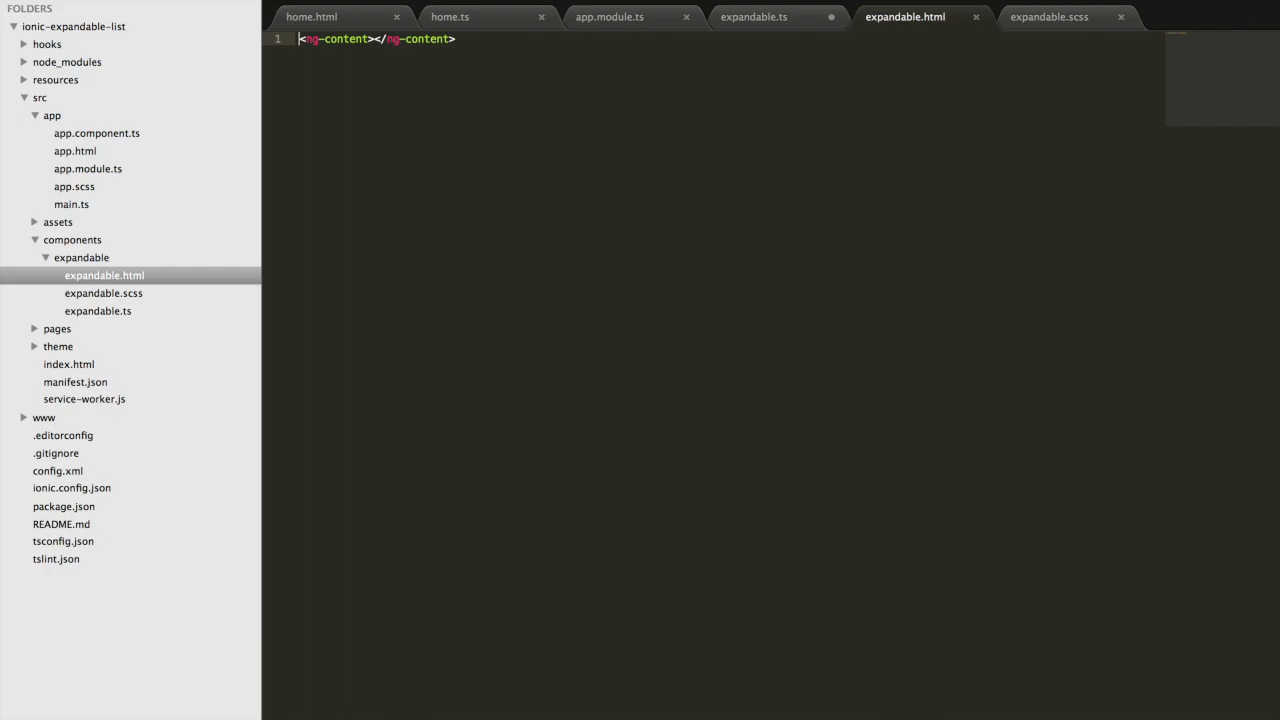 FOLDERS
ionic-expandable-list
hooks
node_modules
resources
src
app
app.component.ts
app.html
app.module.ts
app.scss
main.ts
assets
components
expandable
expandable.html
expandable.scss
expandable.ts
pages
theme
index.html
manifest.json
service-worker.js
www
.editorconfig
.gitignore
config.xml
ionic.config.json
package.json
README.md
tsconfig.json
tslint.json
home.html × home.ts × app.module.ts × expandable.ts expandable.html × expandable.scss ×
1 <ng-content></ng-content>